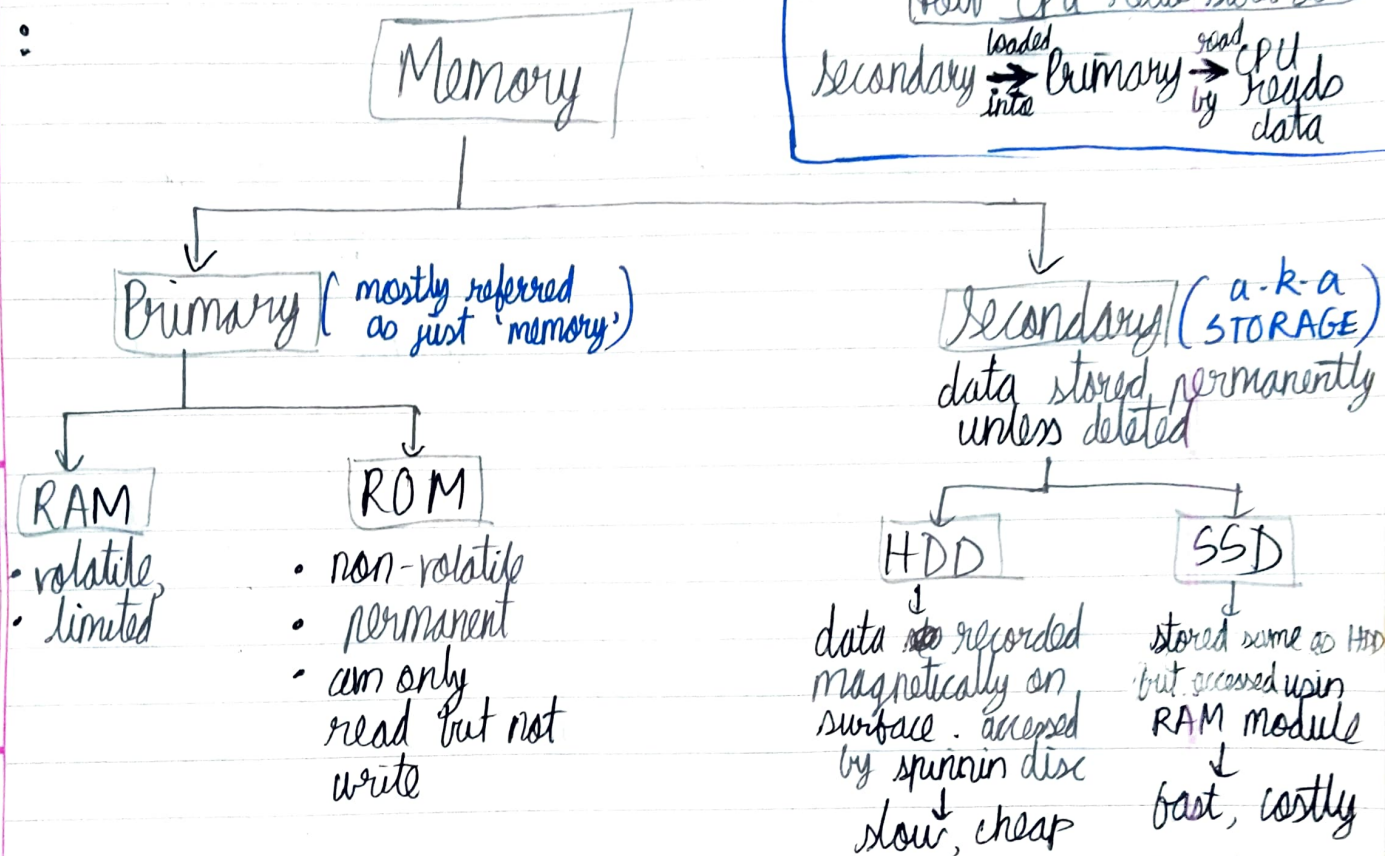 Memory
CPU
secondary loaded into Primary read by CPU
reads
data
Primary (mostly referred
as just 'memory')
secondary (a-k-a
STORAGE)
data stored permanently
unless deleted
RAM
• volatile,
• limited
ROM
• non-volatile
• permanent
• can only
read but not
write
HDD
data recorded
magnetically on
surface. accessed
by spinnin disc
slow, cheap
SSD
stored same as HDD
but accessed usin
RAM module
fast, costly